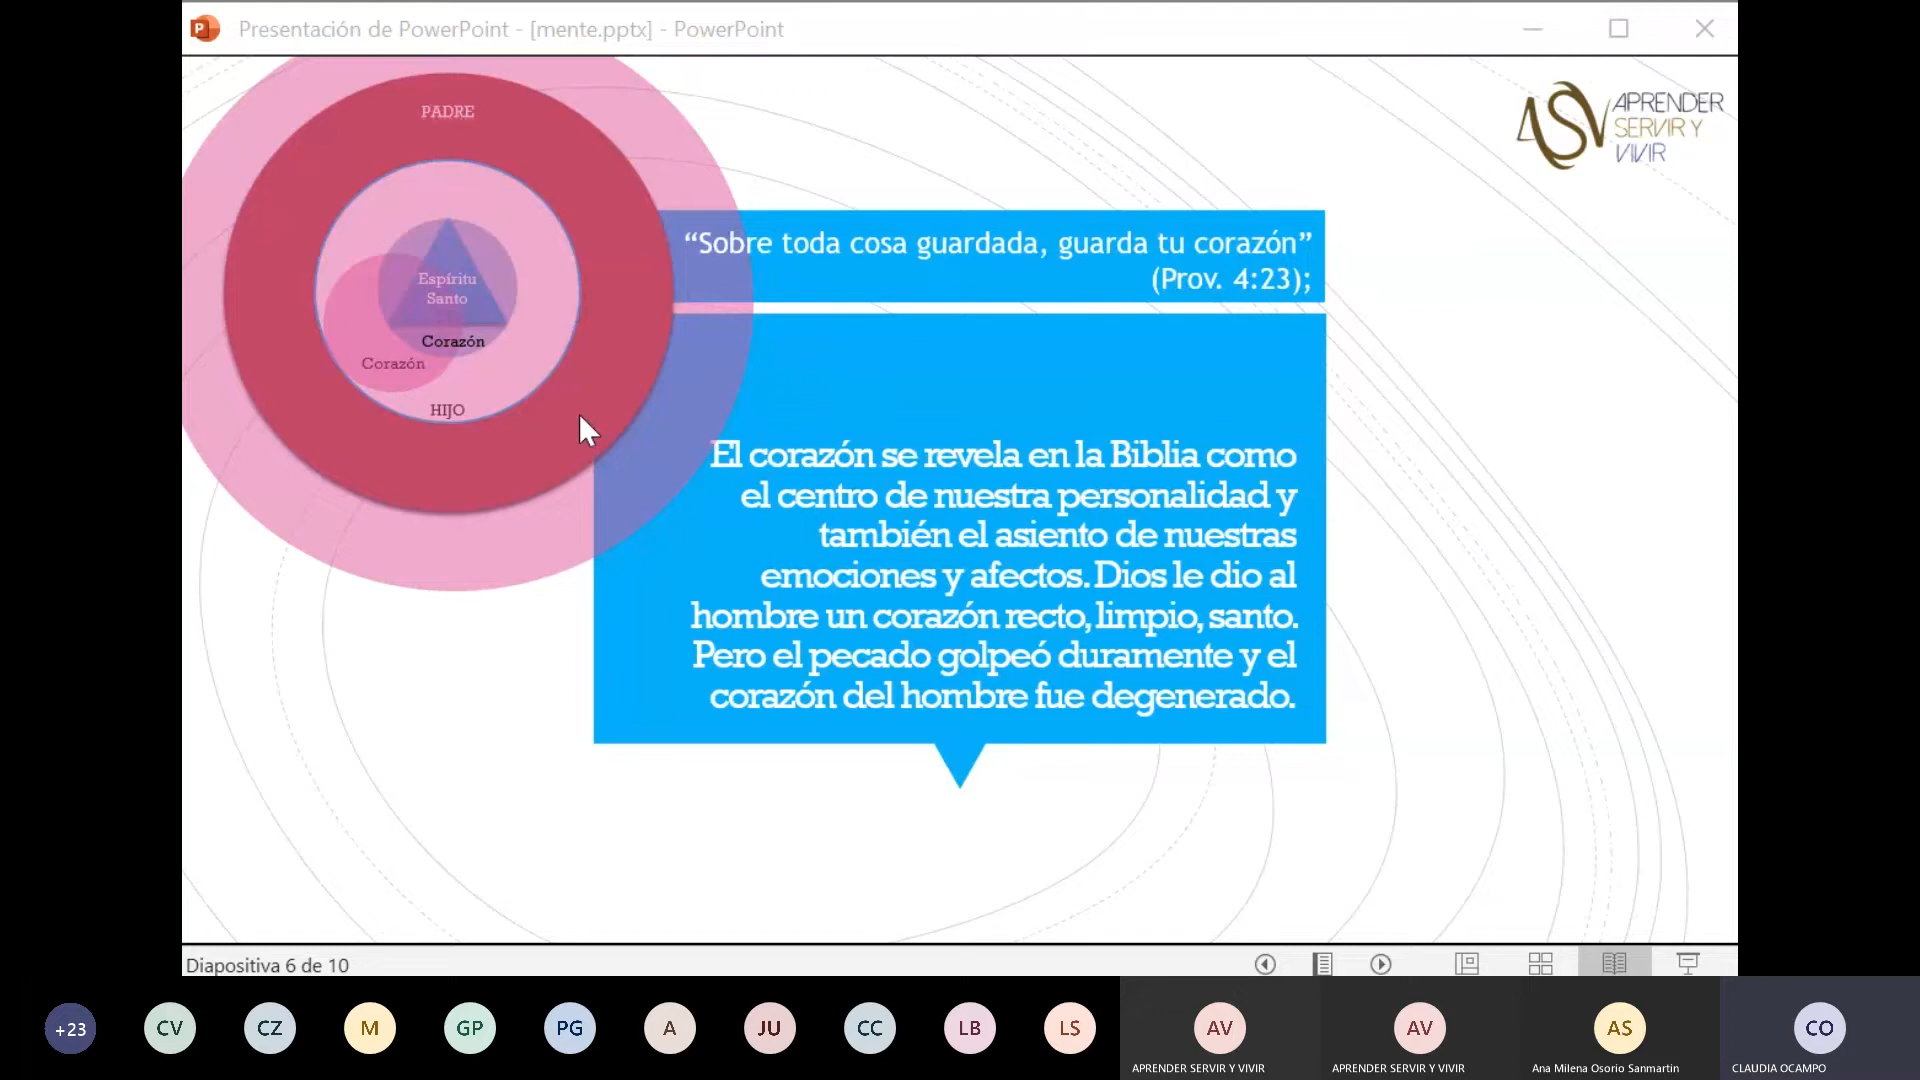 Presentación de PowerPoint - [mente.pptx] - PowerPoint
PADRE
Espíritu
Santo
Corazón
Corazón
HIJO
ASV
APRENDER
SERVIR Y
VIVIR
“Sobre toda cosa guardada, guarda tu corazón”
(Prov. 4:23);
El corazón se revela en la Biblia como
el centro de nuestra personalidad y
también el asiento de nuestras
emociones y afectos. Dios le dio al
hombre un corazón recto, limpio, santo.
Pero el pecado golpeó duramente y el
corazón del hombre fue degenerado.
Diapositiva 6 de 10
+23
CV
CZ
M
GP
PG
A
JU
CC
LB
LS
AV
APRENDER SERVIR Y VIVIR
AV
APRENDER SERVIR Y VIVIR
AS
Ana Milena Osorio Sanmartin
CO
CLAUDIA OCAMPO